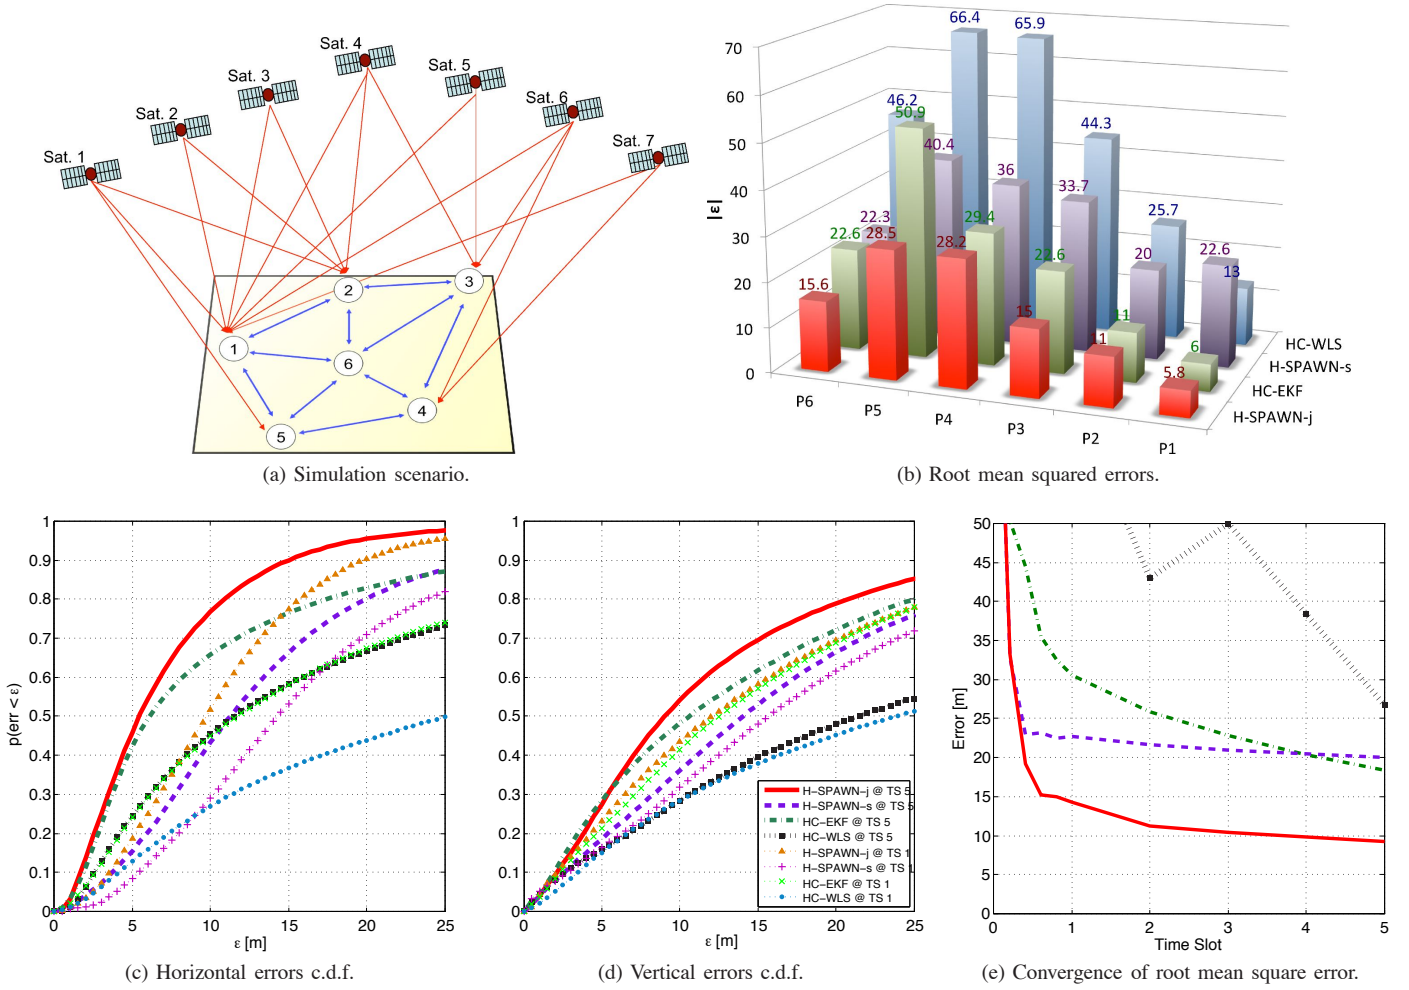 Sat. 1
Sat. 2
Sat. 3
Sat. 4
Sat. 5
Sat. 6
Sat. 7
1
2
3
4
5
6
(a) Simulation scenario.
|ε|
70
60
50
40
30
20
10
0
46.2
66.4
65.9
44.3
25.7
13
22.3
40.4
36
33.7
20
22.6
22.6
50.9
29.4
22.6
11
6
15.6
28.5
28.2
15
11
5.8
P6
P5
P4
P3
P2
P1
HC-WLS
H-SPAWN-s
HC-EKF
H-SPAWN-j
(b) Root mean squared errors.
p(err < ε)
1
0.9
0.8
0.7
0.6
0.5
0.4
0.3
0.2
0.1
0
0 5 10 15 20 25
ε [m]
(c) Horizontal errors c.d.f.
1
0.9
0.8
0.7
0.6
0.5
0.4
0.3
0.2
0.1
0
0 5 10 15 20 25
ε [m]
H−SPAWN−j @ TS 5
H−SPAWN−s @ TS 5
HC−EKF @ TS 5
HC−WLS @ TS 5
H−SPAWN−j @ TS 1
H−SPAWN−s @ TS 1
HC−EKF @ TS 1
HC−WLS @ TS 1
(d) Vertical errors c.d.f.
Error [m]
50
45
40
35
30
25
20
15
10
5
0
0 1 2 3 4 5
Time Slot
(e) Convergence of root mean square error.